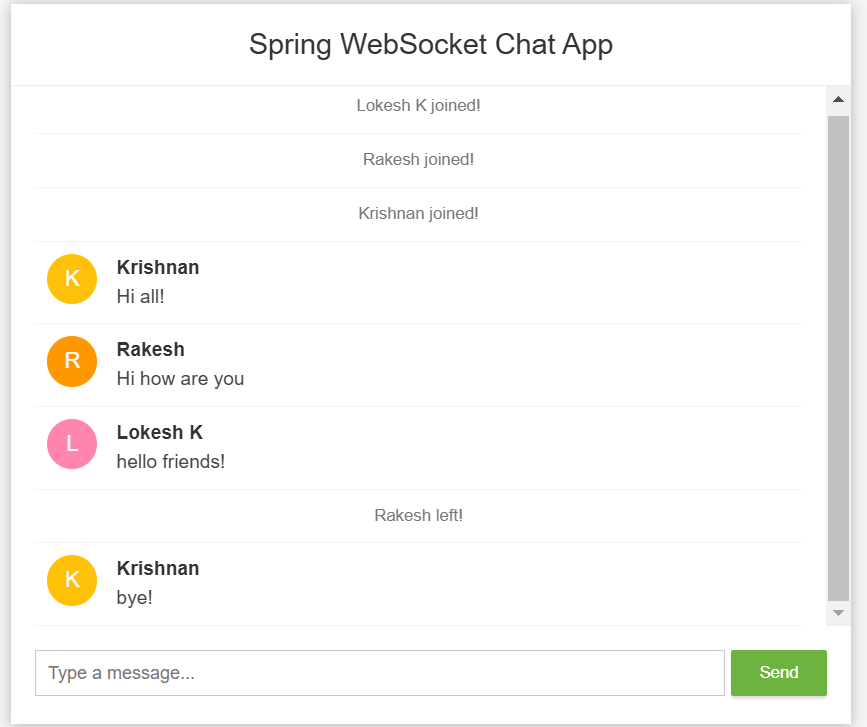 Spring WebSocket Chat App
Lokesh K joined!
Rakesh joined!
Krishnan joined!
K
Krishnan
Hi all!
R
Rakesh
Hi how are you
L
Lokesh K
hello friends!
Rakesh left!
K
Krishnan
bye!
Type a message...
Send